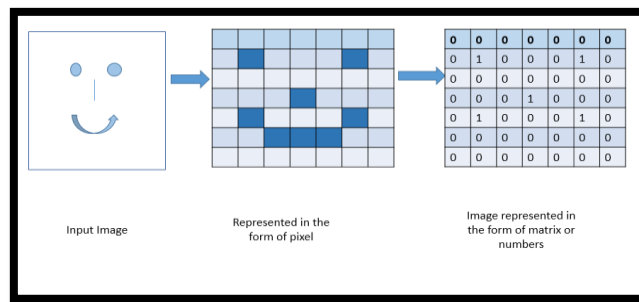 0 0 0 0 0 0 0
0 1 0 0 0 1 0
0 0 0 0 0 0 0
0 0 0 1 0 0 0
0 1 0 0 0 1 0
0 0 0 0 0 0 0
0 0 0 0 0 0 0
Input Image
Represented in the
form of pixel
Image represented in
the form of matrix or
numbers